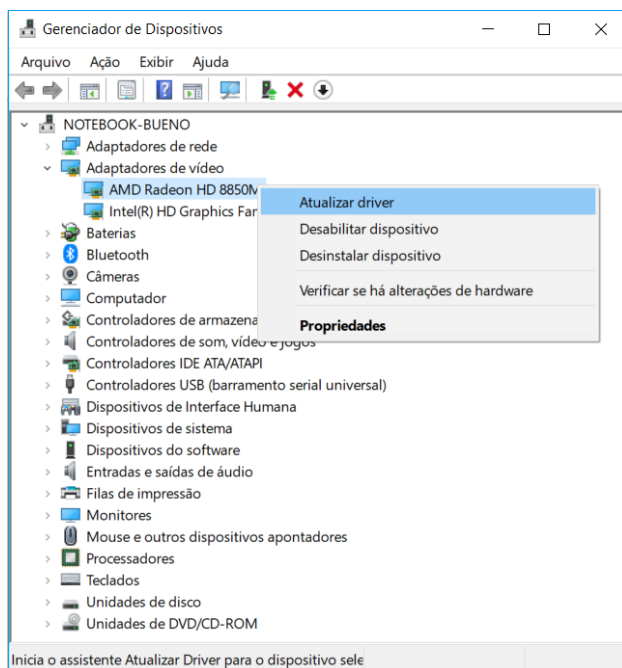 Gerenciador de Dispositivos
Arquivo Ação Exibir Ajuda
NOTEBOOK-BUENO
Adaptadores de rede
Adaptadores de vídeo
AMD Radeon HD 8850M
Intel(R) HD Graphics Fam
Baterias
Bluetooth
Câmeras
Computador
Controladores de armazena
Controladores de som, vídeo e jogos
Controladores IDE ATA/ATAPI
Controladores USB (barramento serial universal)
Dispositivos de Interface Humana
Dispositivos de sistema
Dispositivos do software
Entradas e saídas de áudio
Filas de impressão
Monitores
Mouse e outros dispositivos apontadores
Processadores
Teclados
Unidades de disco
Unidades de DVD/CD-ROM
Atualizar driver
Desabilitar dispositivo
Desinstalar dispositivo
Verificar se há alterações de hardware
Propriedades
Inicia o assistente Atualizar Driver para o dispositivo sele